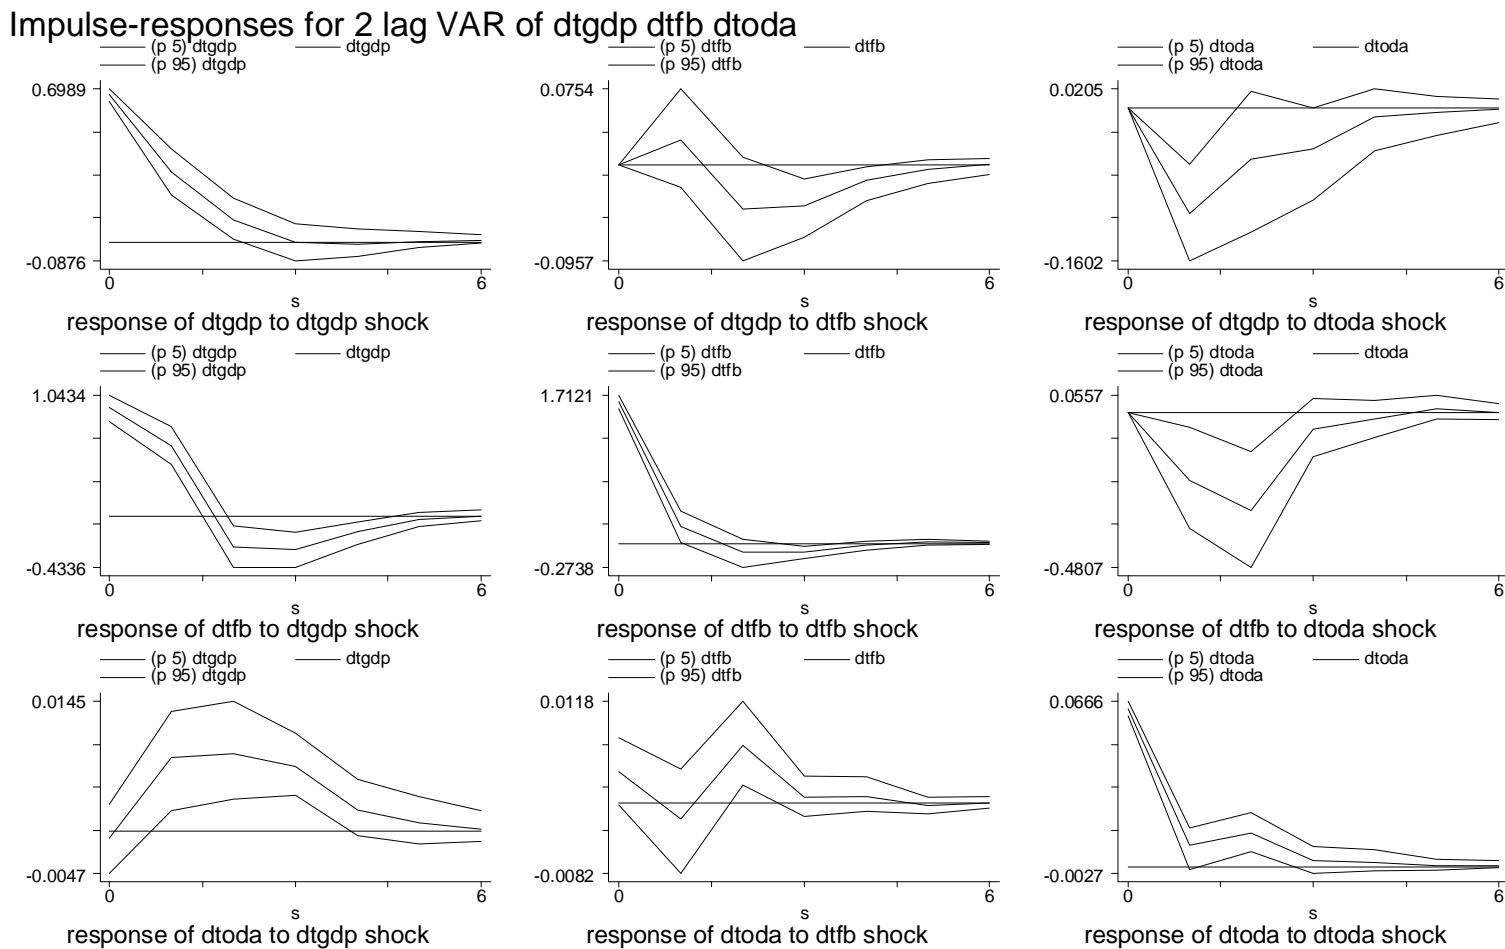 Impulse-responses for 2 lag VAR of dtgdp dtfb dtoda
(p 5) dtgdp dtgdp
(p 95) dtgdp
0.6989
-0.0876
0 6
s
response of dtgdp to dtgdp shock
(p 5) dtfb dtfb
(p 95) dtfb
0.0754
-0.0957
0 6
s
response of dtgdp to dtfb shock
(p 5) dtoda dtoda
(p 95) dtoda
0.0205
-0.1602
0 6
s
response of dtgdp to dtoda shock
(p 5) dtgdp dtgdp
(p 95) dtgdp
1.0434
-0.4336
0 6
s
response of dtfb to dtgdp shock
(p 5) dtfb dtfb
(p 95) dtfb
1.7121
-0.2738
0 6
s
response of dtfb to dtfb shock
(p 5) dtoda dtoda
(p 95) dtoda
0.0557
-0.4807
0 6
s
response of dtfb to dtoda shock
(p 5) dtgdp dtgdp
(p 95) dtgdp
0.0145
-0.0047
0 6
s
response of dtoda to dtgdp shock
(p 5) dtfb dtfb
(p 95) dtfb
0.0118
-0.0082
0 6
s
response of dtoda to dtfb shock
(p 5) dtoda dtoda
(p 95) dtoda
0.0666
-0.0027
0 6
s
response of dtoda to dtoda shock